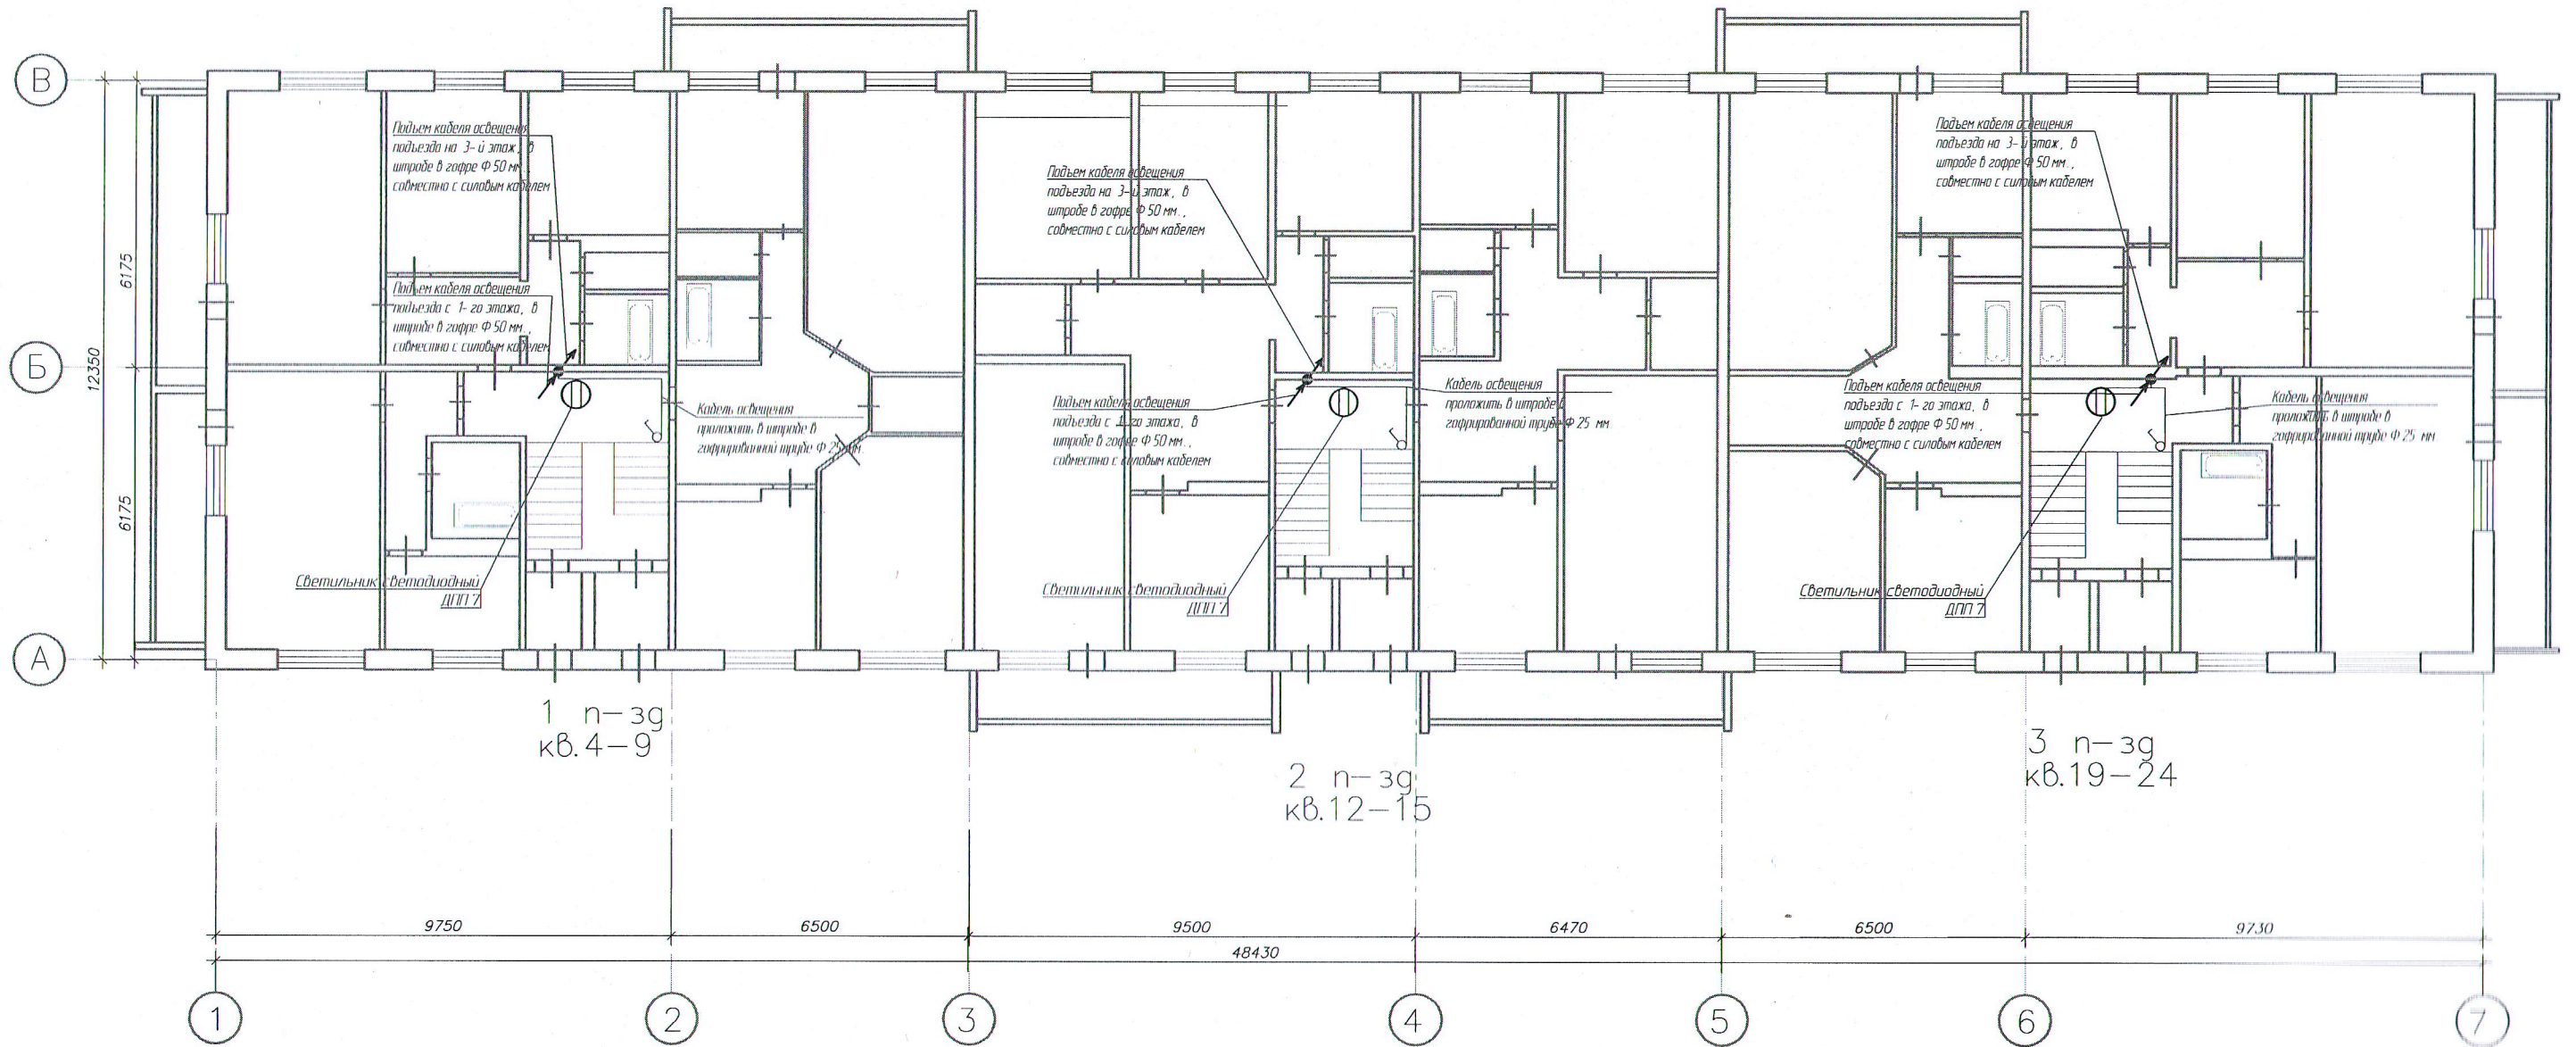 В
Б
А
6175
6175
12350
Подъем кабеля освещения
подъезда на 3-й этаж, в
штробе в гофре Ф 50 мм.,
совместно с силовым кабелем
Подъем кабеля освещения
подъезда с 1-го этажа, в
штробе в гофре Ф 50 мм.,
совместно с силовым кабелем
Кабель освещения
проложить в штробе в
гофрированной трубе Ф 25 мм.
Светильник светодиодный
ДПП 7
Подъем кабеля освещения
подъезда на 3-й этаж, в
штробе в гофре Ф 50 мм.,
совместно с силовым кабелем
Подъем кабеля освещения
подъезда с 1-го этажа, в
штробе в гофре Ф 50 мм.,
совместно с силовым кабелем
Кабель освещения
проложить в штробе в
гофрированной трубе Ф 25 мм.
Светильник светодиодный
ДПП 7
Подъем кабеля освещения
подъезда на 3-й этаж, в
штробе в гофре Ф 50 мм.,
совместно с силовым кабелем
Подъем кабеля освещения
подъезда с 1-го этажа, в
штробе в гофре Ф 50 мм.,
совместно с силовым кабелем
Кабель освещения
проложить в штробе в
гофрированной трубе Ф 25 мм.
Светильник светодиодный
ДПП 7
1 п-зд
кв.4-9
2 п-зд
кв.12-15
3 п-зд
кв.19-24
9750
6500
9500
6470
6500
9730
48430
1
2
3
4
5
6
7